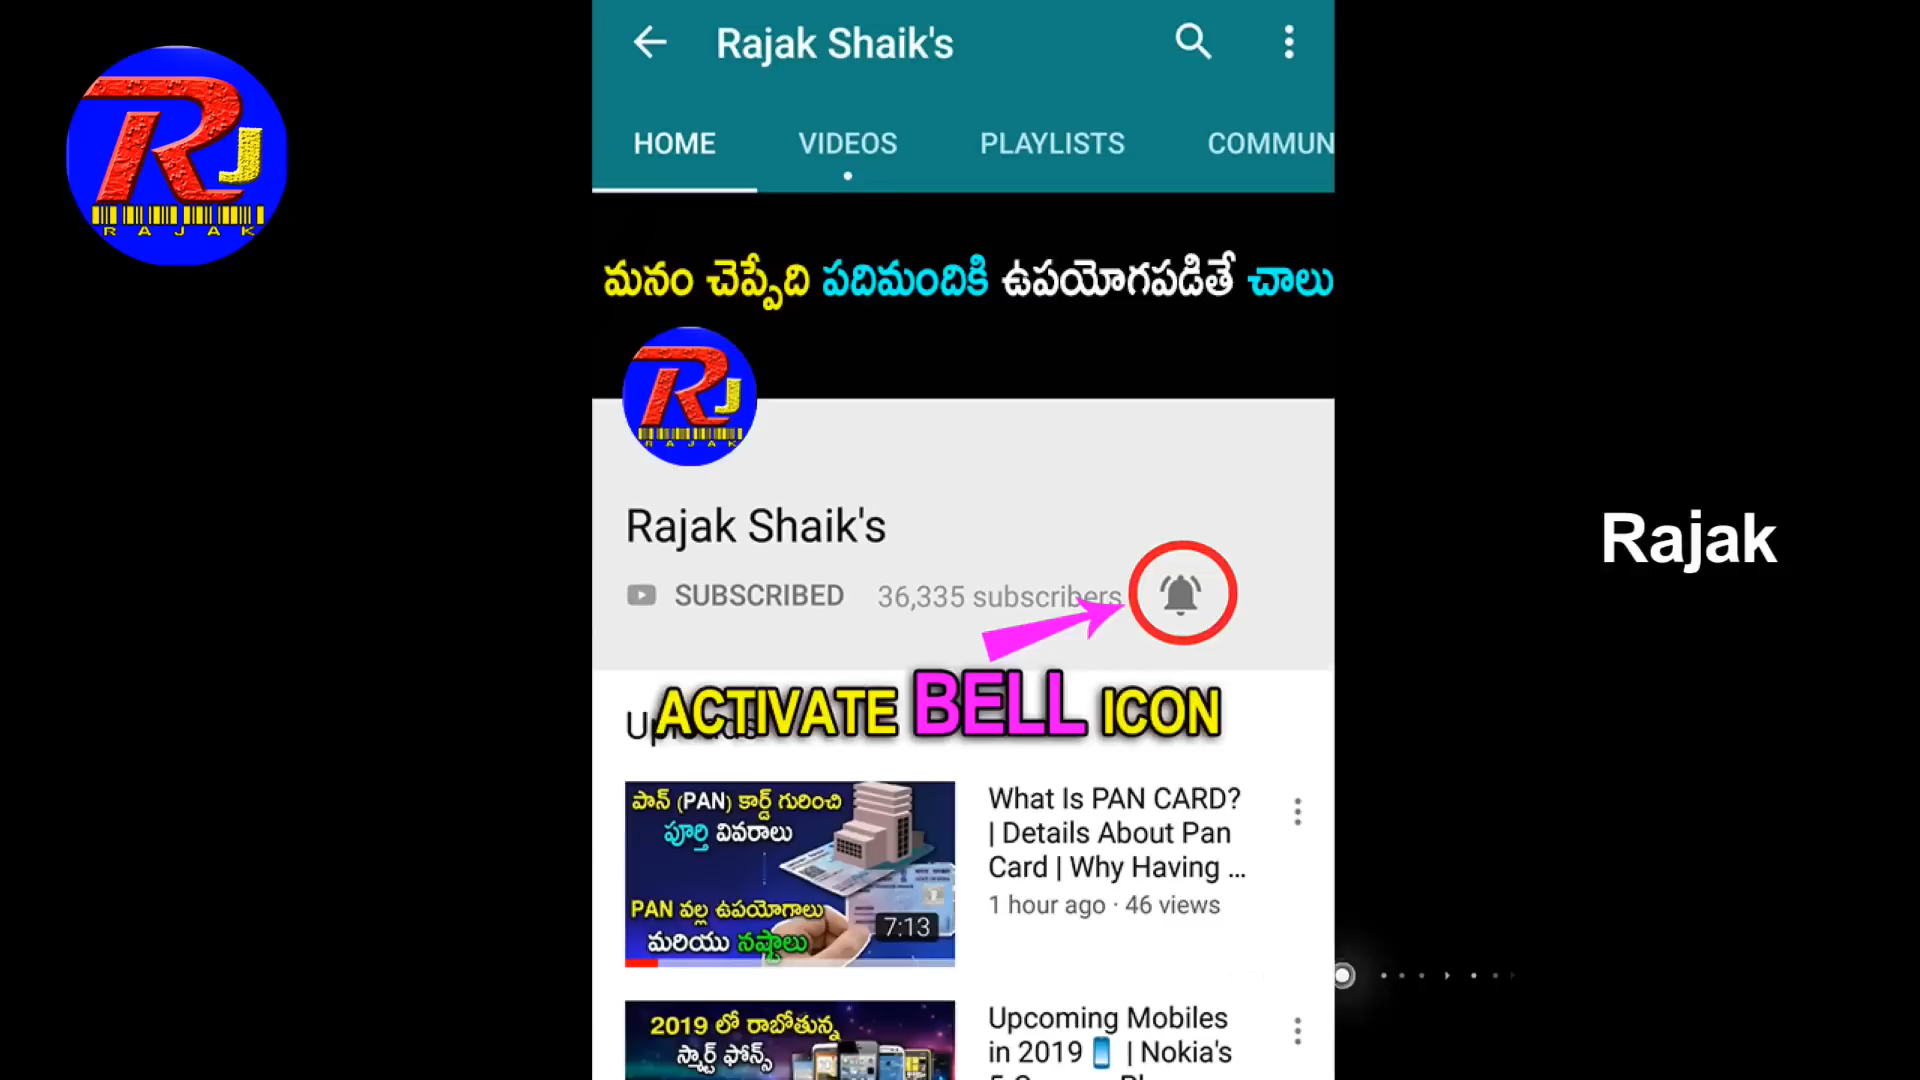 Rajak Shaik's
HOME VIDEOS PLAYLISTS COMMUN
RJ
RAJAK
మనం చెప్పేది పదిమందికి ఉపయోగపడితే చాలు
RJ
RAJAK
Rajak Shaik's
SUBSCRIBED 36,335 subscribers
Rajak
ACTIVATE BELL ICON
పాన్ (PAN) కార్డ్ గురించి
పూర్తి వివరాలు
PAN వల్ల ఉపయోగాలు
మరియు నష్టాలు
7:13
What Is PAN CARD?
| Details About Pan
Card | Why Having ...
1 hour ago · 46 views
2019 లో రాబోతున్న
స్మార్ట్ ఫోన్స్
Upcoming Mobiles
in 2019 | Nokia's